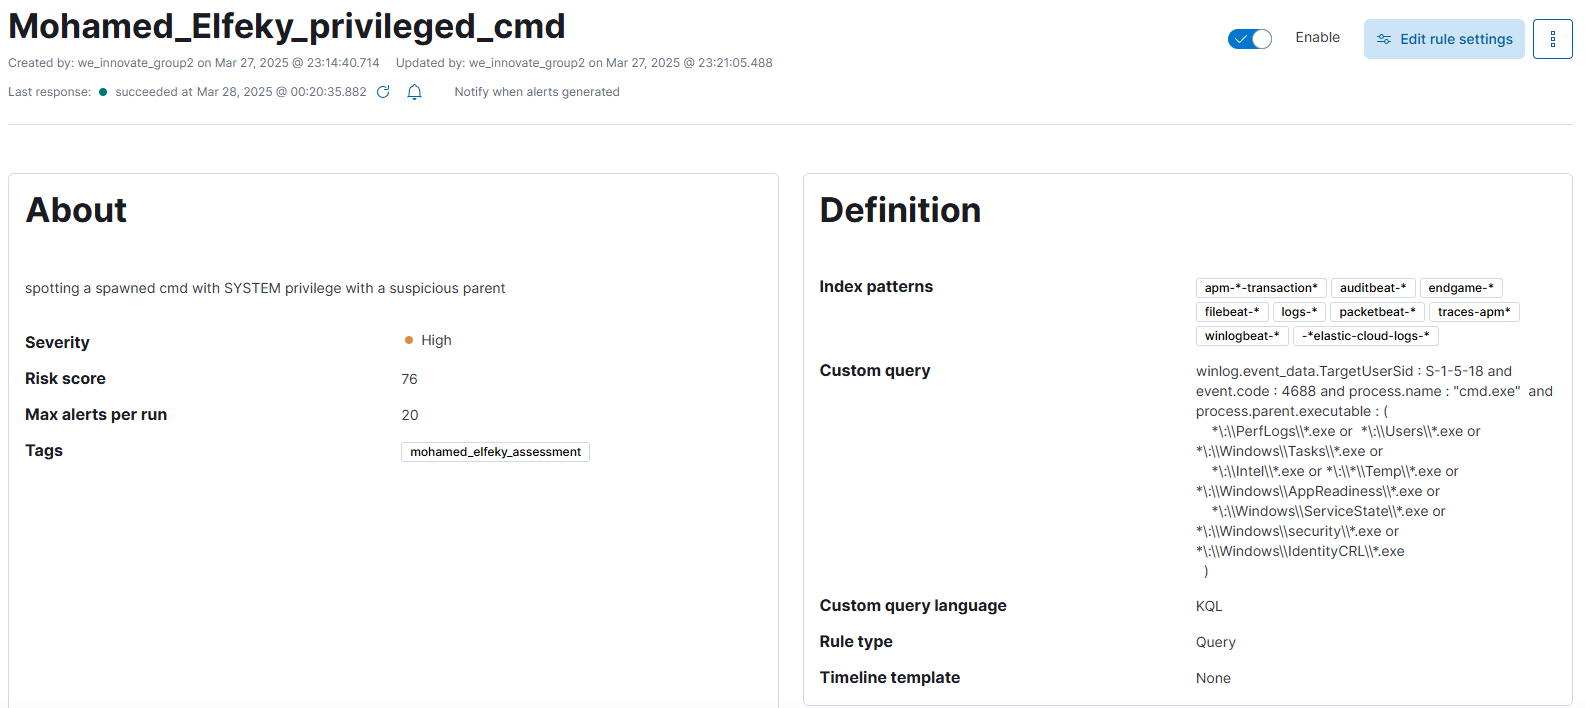 Mohamed_Elfeky_privileged_cmd
Enable
Edit rule settings
Created by: we_innovate_group2 on Mar 27, 2025 @ 23:14:40.714 Updated by: we_innovate_group2 on Mar 27, 2025 @ 23:21:05.488
Last response: succeeded at Mar 28, 2025 @ 00:20:35.882 Notify when alerts generated
About
spotting a spawned cmd with SYSTEM privilege with a suspicious parent
Severity High
Risk score 76
Max alerts per run 20
Tags mohamed_elfeky_assessment
Definition
Index patterns apm-*-transaction* auditbeat-* endgame-*
filebeat-* logs-* packetbeat-* traces-apm*
winlogbeat-* -*elastic-cloud-logs-*
Custom query winlog.event_data.TargetUserSid : S-1-5-18 and
event.code : 4688 and process.name : "cmd.exe" and
process.parent.executable : (
*\:\\PerfLogs\\*.exe or *\:\\Users\\*.exe or
*\:\\Windows\\Tasks\\*.exe or
*\:\\Intel\\*.exe or *\:\\*\\Temp\\*.exe or
*\:\\Windows\\AppReadiness\\*.exe or
*\:\\Windows\\ServiceState\\*.exe or
*\:\\Windows\\security\\*.exe or
*\:\\Windows\\IdentityCRL\\*.exe
)
Custom query language KQL
Rule type Query
Timeline template None